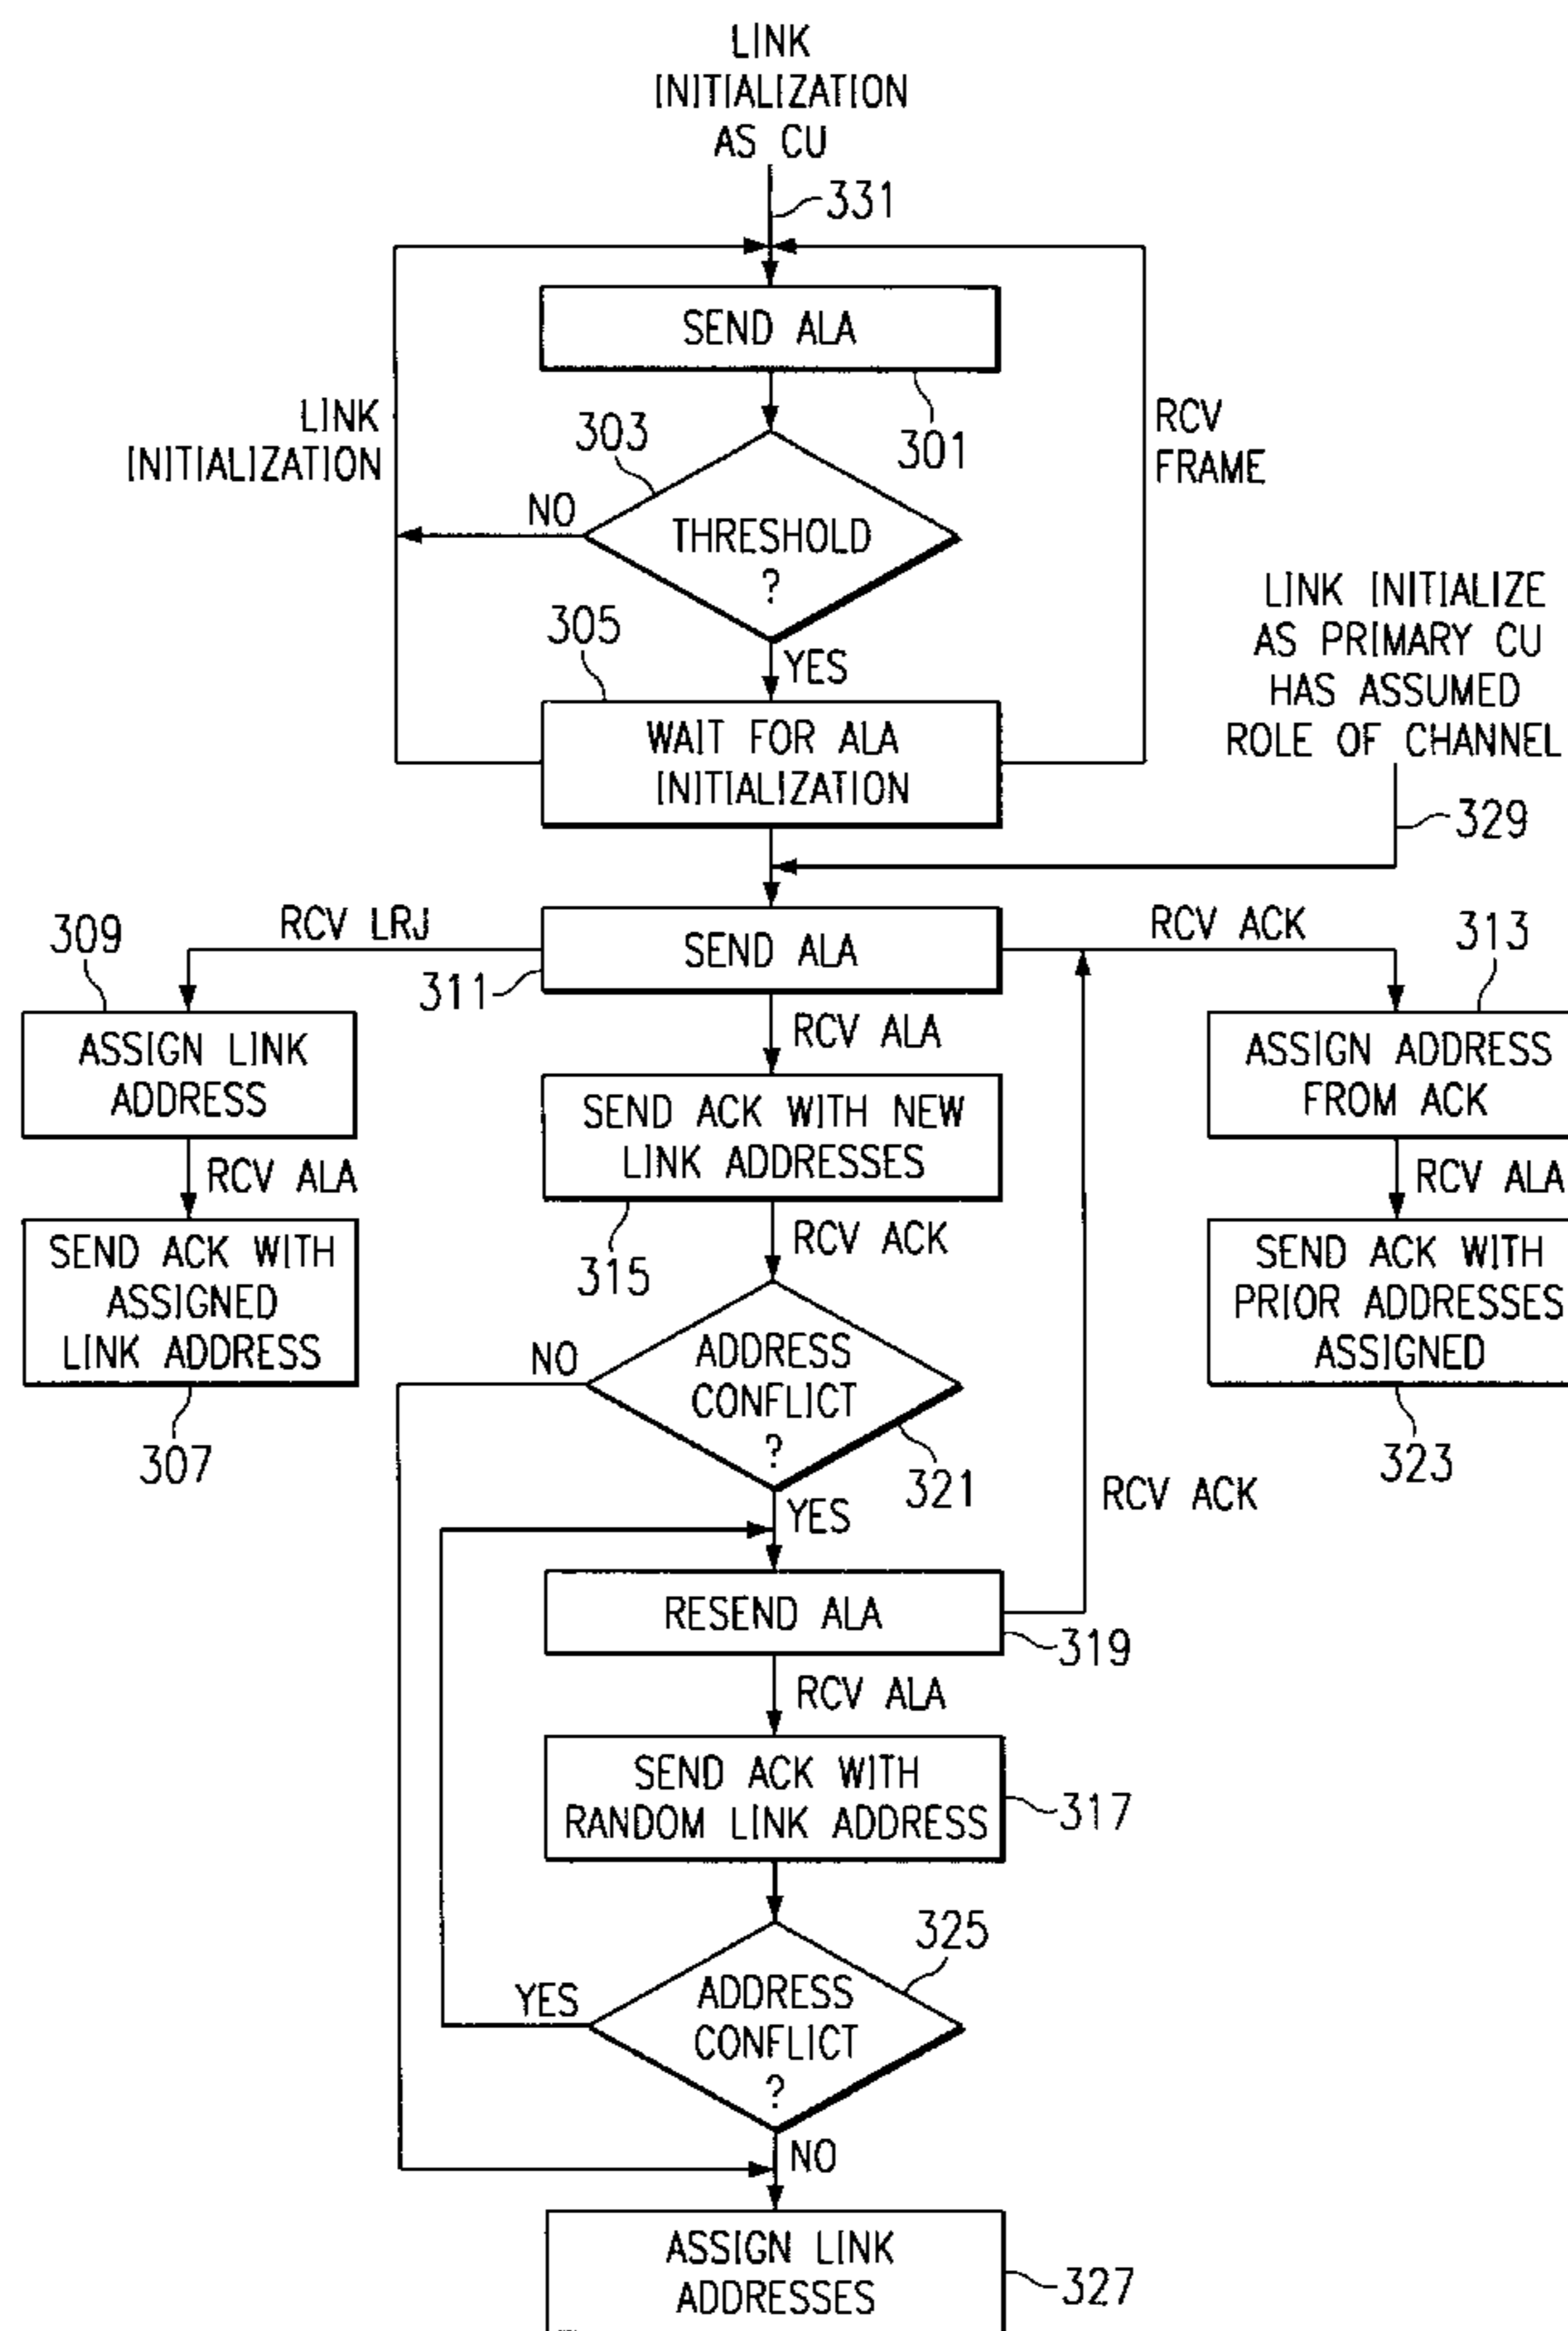 LINK
INITIALIZATION
AS CU
331
SEND ALA
301
LINK
INITIALIZATION
303
NO
THRESHOLD
?
RCV
FRAME
305
YES
WAIT FOR ALA
INITIALIZATION
LINK INITIALIZE
AS PRIMARY CU
HAS ASSUMED
ROLE OF CHANNEL
329
309
RCV LRJ
311
SEND ALA
RCV ACK
313
ASSIGN LINK
ADDRESS
RCV ALA
ASSIGN ADDRESS
FROM ACK
RCV ALA
SEND ACK WITH NEW
LINK ADDRESSES
RCV ALA
SEND ACK WITH
ASSIGNED
LINK ADDRESS
307
315
RCV ACK
SEND ACK WITH
PRIOR ADDRESSES
ASSIGNED
323
NO
ADDRESS
CONFLICT
?
321
YES
RCV ACK
RESEND ALA
319
RCV ALA
SEND ACK WITH
RANDOM LINK ADDRESS
317
325
YES
ADDRESS
CONFLICT
?
NO
ASSIGN LINK
ADDRESSES
327